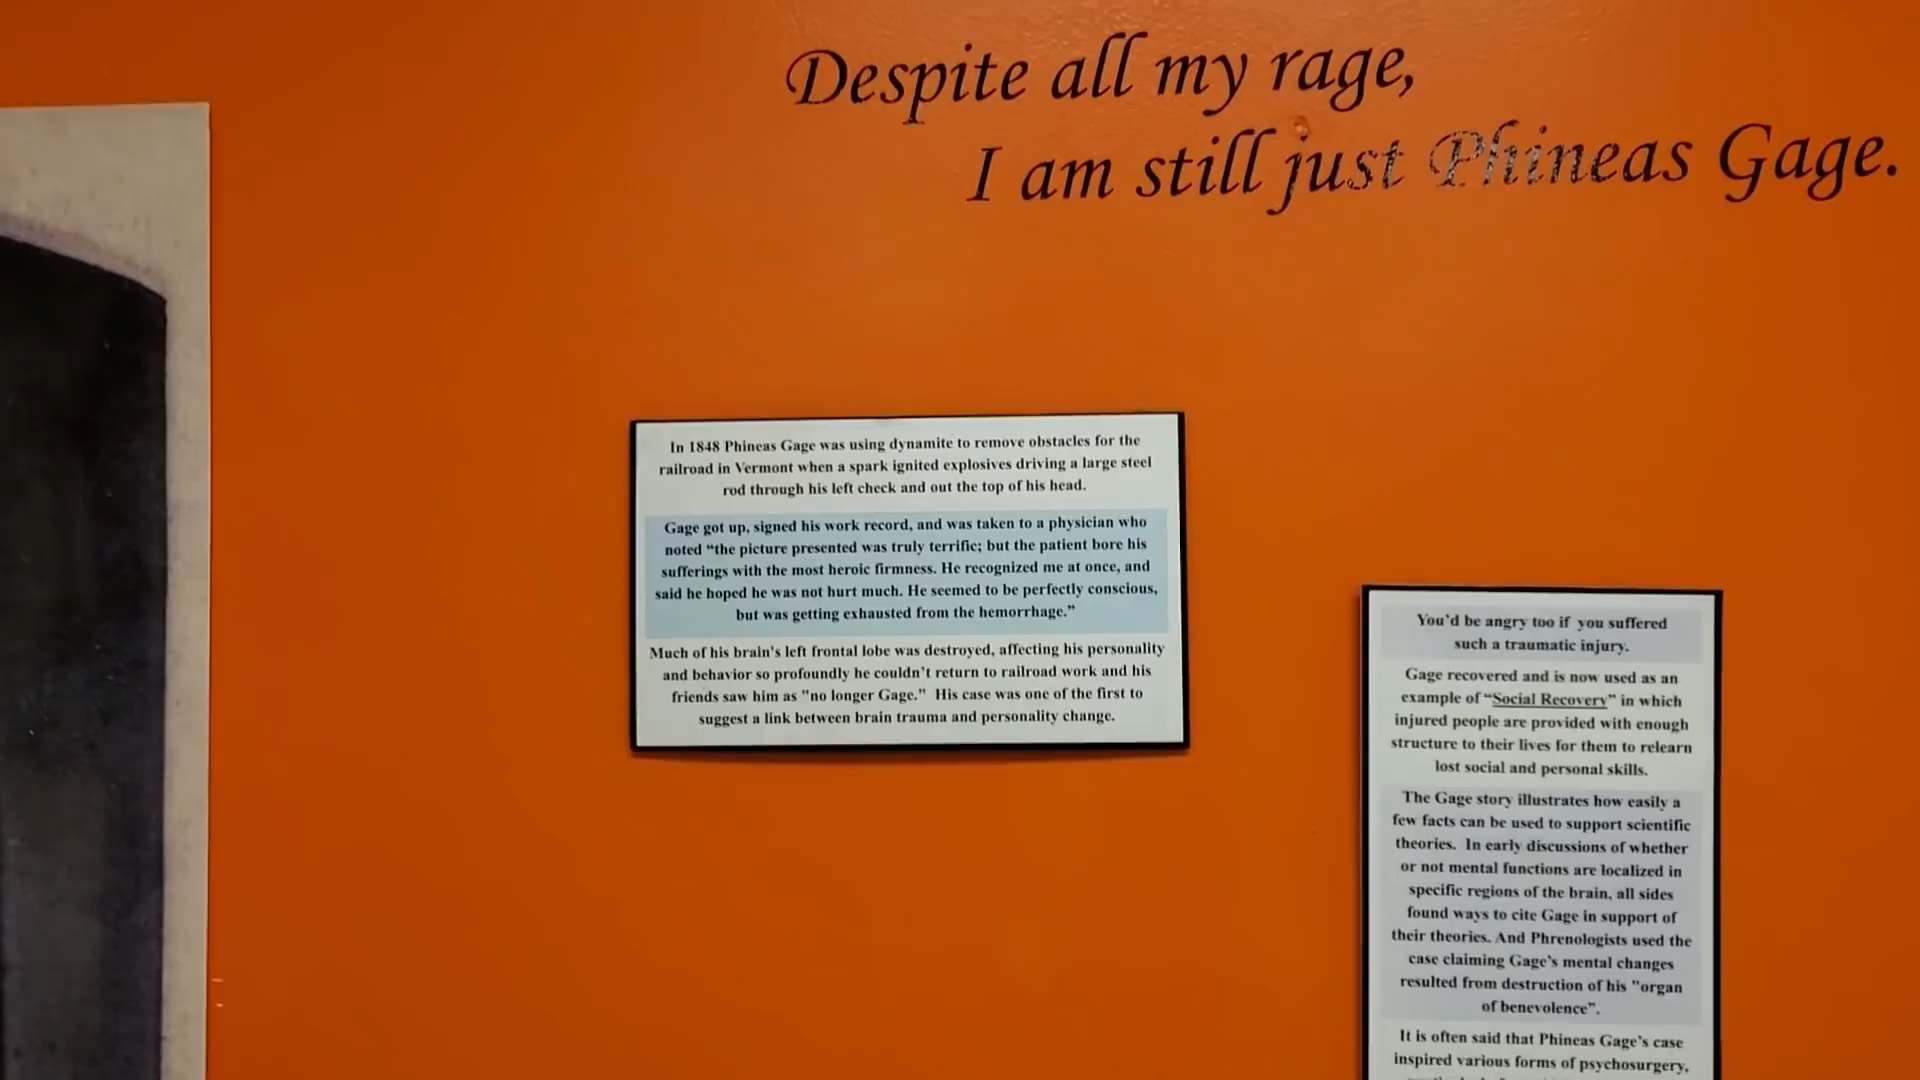 Despite all my rage,
I am still just Phineas Gage.
In 1848 Phineas Gage was using dynamite to remove obstacles for the
railroad in Vermont when a spark ignited explosives driving a large steel
rod through his left check and out the top of his head.
Gage got up, signed his work record, and was taken to a physician who
noted “the picture presented was truly terrific; but the patient bore his
sufferings with the most heroic firmness. He recognized me at once, and
said he hoped he was not hurt much. He seemed to be perfectly conscious,
but was getting exhausted from the hemorrhage.”
Much of his brain's left frontal lobe was destroyed, affecting his personality
and behavior so profoundly he couldn’t return to railroad work and his
friends saw him as "no longer Gage." His case was one of the first to
suggest a link between brain trauma and personality change.
You’d be angry too if you suffered
such a traumatic injury.
Gage recovered and is now used as an
example of “Social Recovery” in which
injured people are provided with enough
structure to their lives for them to relearn
lost social and personal skills.
The Gage story illustrates how easily a
few facts can be used to support scientific
theories. In early discussions of whether
or not mental functions are localized in
specific regions of the brain, all sides
found ways to cite Gage in support of
their theories. And Phrenologists used the
case claiming Gage’s mental changes
resulted from destruction of his "organ
of benevolence”.
It is often said that Phineas Gage’s case
inspired various forms of psychosurgery,